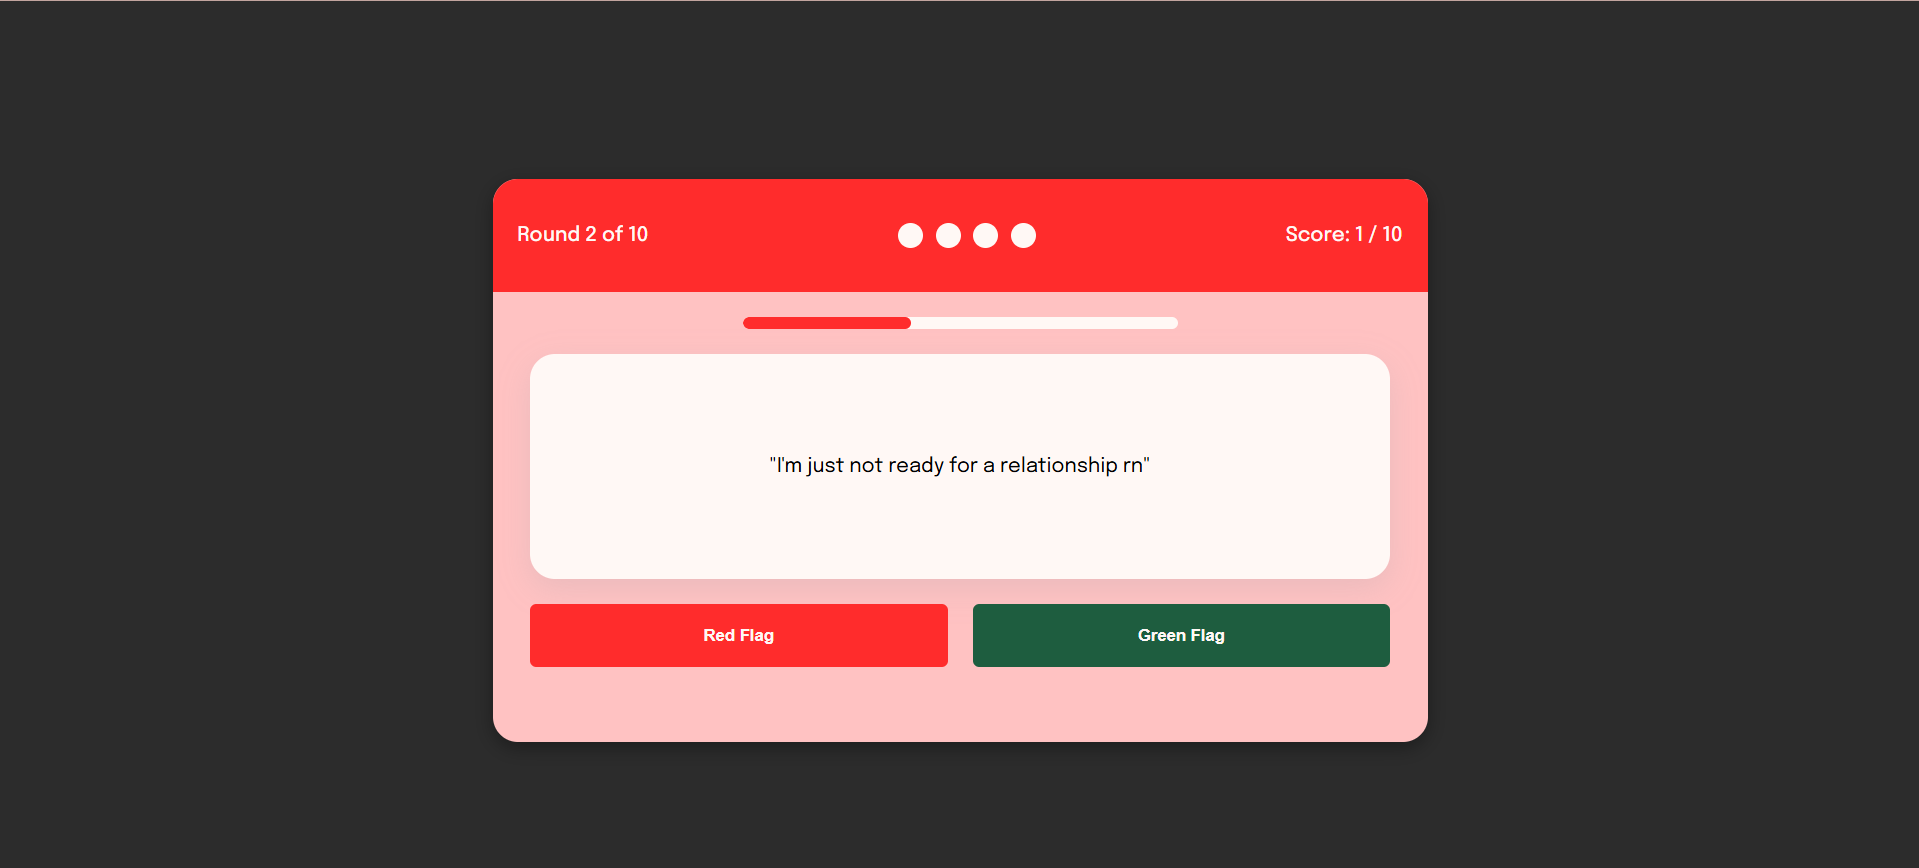 Round 2 of 10
Score: 1 / 10
"I'm just not ready for a relationship rn"
Red Flag
Green Flag